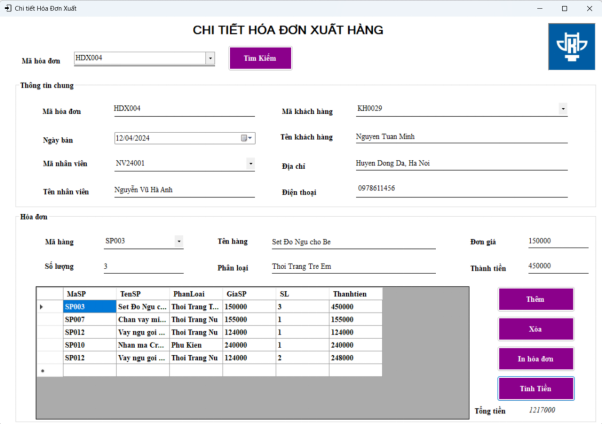 Chi tiết Hóa Đơn Xuất
CHI TIẾT HÓA ĐƠN XUẤT HÀNG
Mã hóa đơn HDX004 Tìm Kiếm
Thông tin chung
Mã hóa đơn HDX004 Mã khách hàng KH0029
Ngày bán 12/04/2024 Tên khách hàng Nguyen Tuan Minh
Mã nhân viên NV24001 Địa chỉ Huyen Dong Da, Ha Noi
Tên nhân viên Nguyễn Vũ Hà Anh Điện thoại 0978611456
Hóa đơn
Mã hàng SP003 Tên hàng Set Đo Ngu cho Be Đơn giá 150000
Số lượng 3 Phân loại Thoi Trang Tre Em Thành tiền 450000
MaSP TenSP PhanLoai GiaSP SL Thanhtien
SP003 Set Đo Ngu c... Thoi Trang T... 150000 3 450000
SP007 Chan vay mi... Thoi Trang Nu 155000 1 155000
SP012 Vay ngu goi ... Thoi Trang Nu 124000 1 124000
SP010 Nhan ma Cr... Phu Kien 240000 1 240000
SP012 Vay ngu goi ... Thoi Trang Nu 124000 2 248000
Thêm
Xóa
In hóa đơn
Tính Tiền
Tổng tiền 1217000